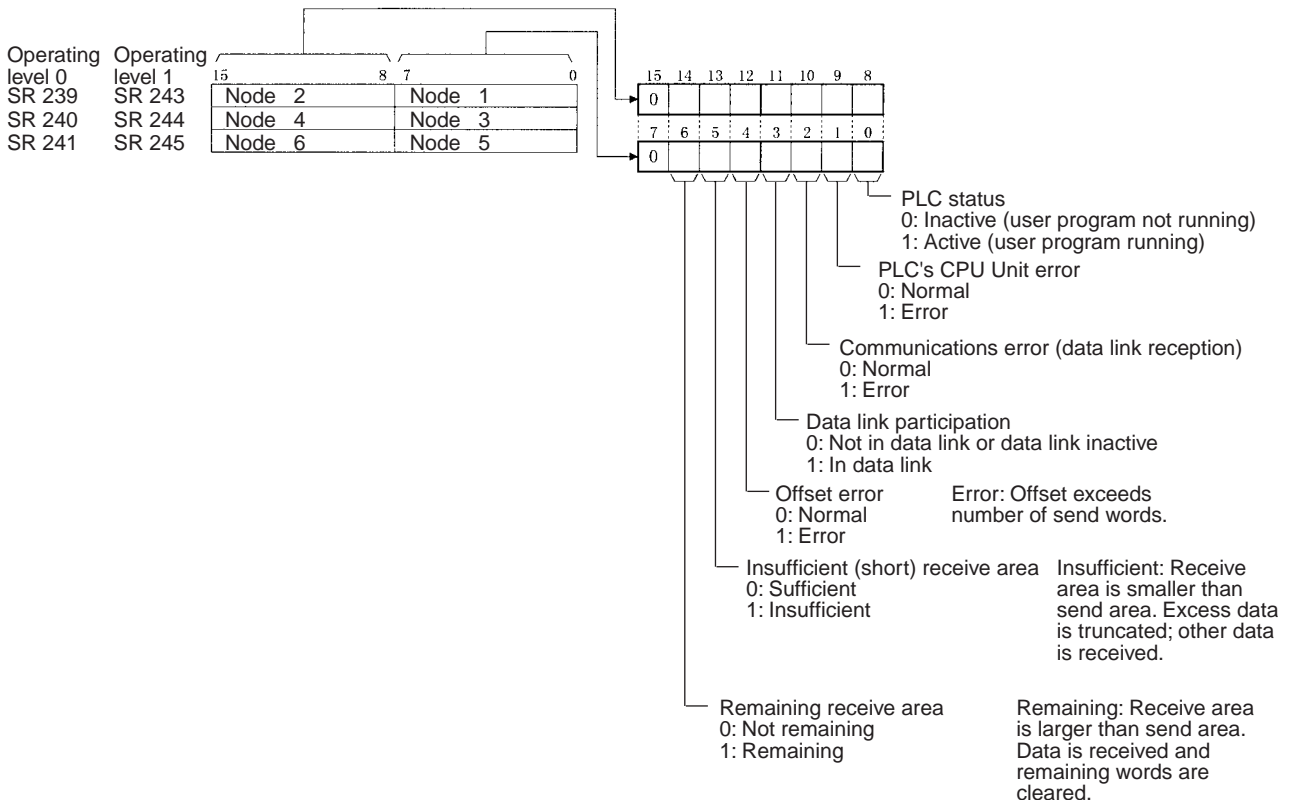 Operating Operating
level 0 level 1 15 8 7 0
SR 239 SR 243 Node 2 Node 1
SR 240 SR 244 Node 4 Node 3
SR 241 SR 245 Node 6 Node 5
15 14 13 12 11 10 9 8
0
7 6 5 4 3 2 1 0
0
PLC status
0: Inactive (user program not running)
1: Active (user program running)
PLC's CPU Unit error
0: Normal
1: Error
Communications error (data link reception)
0: Normal
1: Error
Data link participation
0: Not in data link or data link inactive
1: In data link
Offset error
0: Normal
1: Error
Error: Offset exceeds
number of send words.
Insufficient (short) receive area
0: Sufficient
1: Insufficient
Insufficient: Receive
area is smaller than
send area. Excess data
is truncated; other data
is received.
Remaining receive area
0: Not remaining
1: Remaining
Remaining: Receive area
is larger than send area.
Data is received and
remaining words are
cleared.